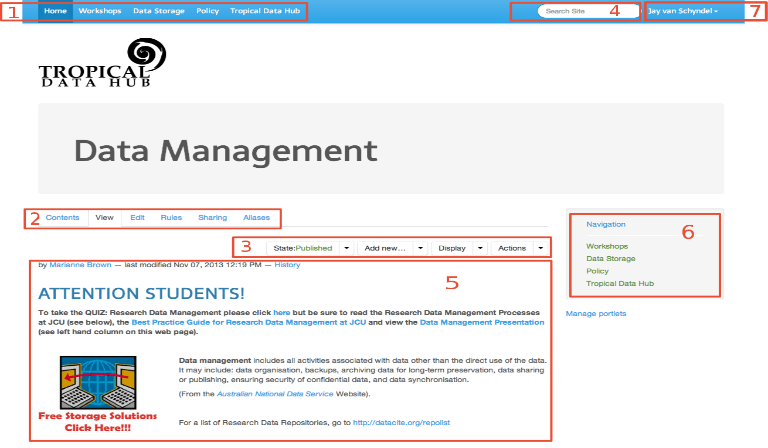 1 Home Workshops Data Storage Policy Tropical Data Hub Search Site 4 Jay van Schyndel 7
TROPICAL
DATA HUB
Data Management
2 Contents View Edit Rules Sharing Aliases
3 State:Published Add new... Display Actions
Navigation 6
Workshops
Data Storage
Policy
Tropical Data Hub
Manage portlets
by Marianne Brown — last modified Nov 07, 2013 12:19 PM — History
5
ATTENTION STUDENTS!
To take the QUIZ: Research Data Management please click here but be sure to read the Research Data Management Processes
at JCU (see below), the Best Practice Guide for Research Data Management at JCU and view the Data Management Presentation
(see left hand column on this web page).
Data management includes all activities associated with data other than the direct use of the data.
It may include: data organisation, backups, archiving data for long-term preservation, data sharing
or publishing, ensuring security of confidential data, and data synchronisation.
(From the Australian National Data Service Website).
Free Storage Solutions
Click Here!!!
For a list of Research Data Repositories, go to http://datacite.org/repolist